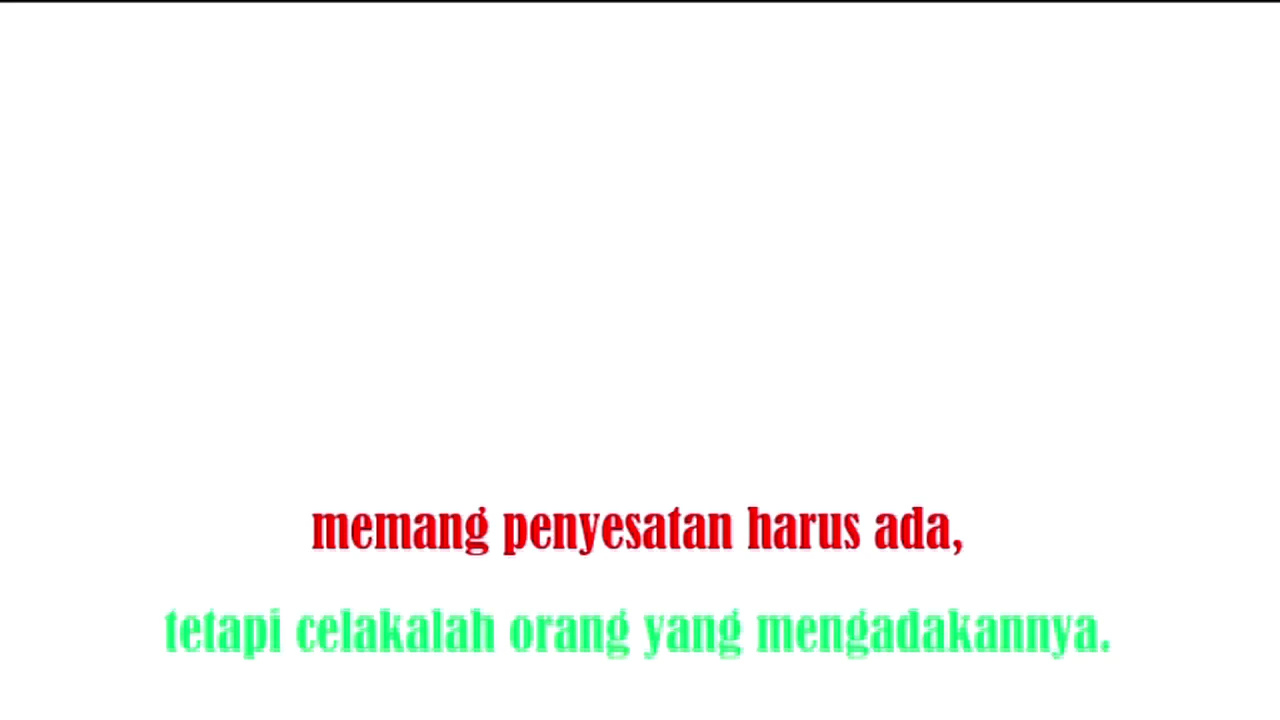 memang penyesatan harus ada,
tetapi celakalah orang yang mengadakannya.